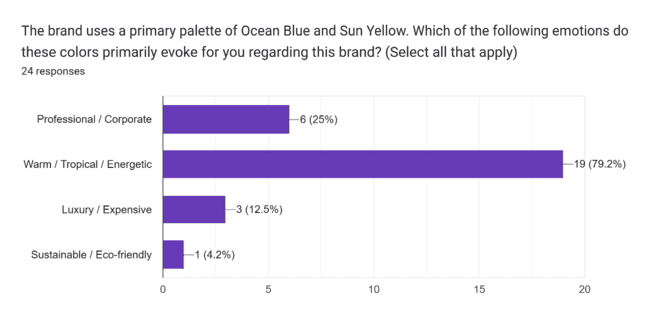 The brand uses a primary palette of Ocean Blue and Sun Yellow. Which of the following emotions do
these colors primarily evoke for you regarding this brand? (Select all that apply)
24 responses
Professional / Corporate
6 (25%)
Warm / Tropical / Energetic
19 (79.2%)
Luxury / Expensive
3 (12.5%)
Sustainable / Eco-friendly
1 (4.2%)
0 5 10 15 20